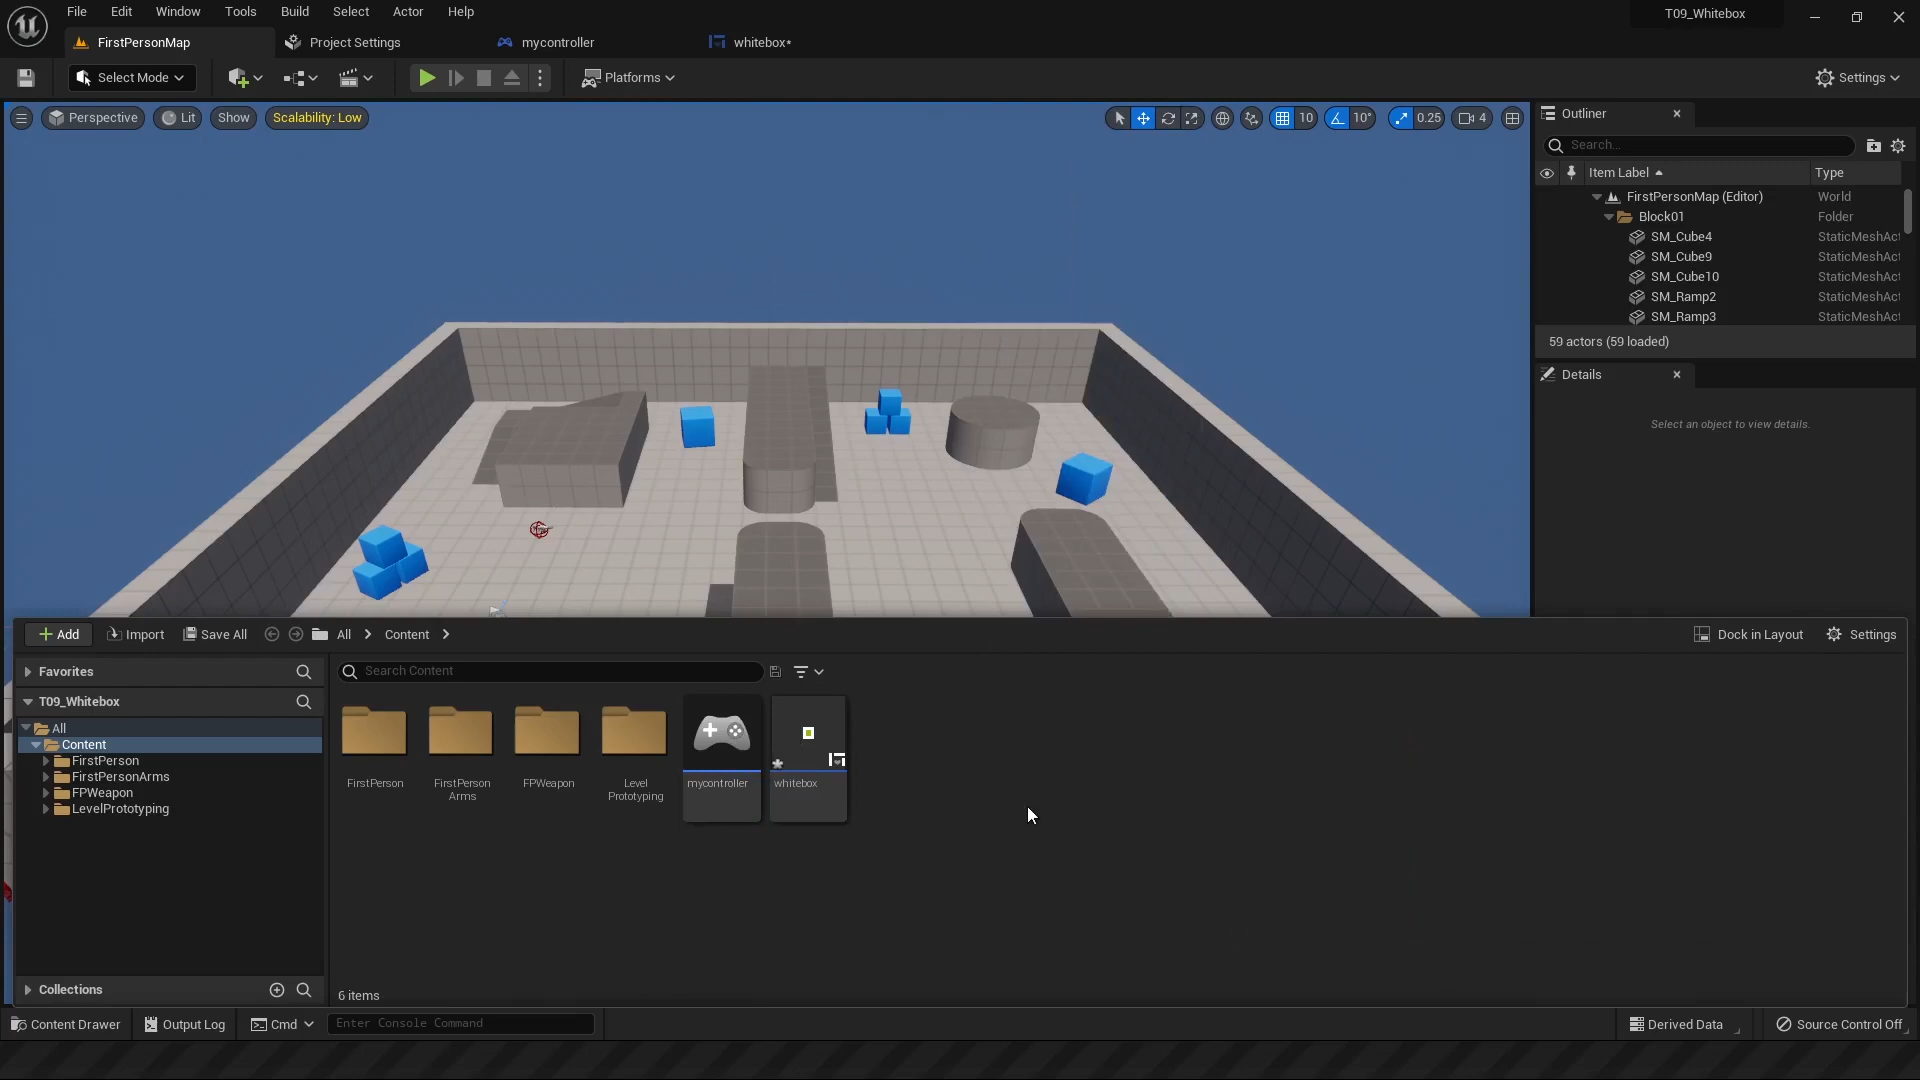 File Edit Window Tools Build Select Actor Help
T09_Whitebox
FirstPersonMap
Project Settings
mycontroller
whitebox*
Select Mode
Platforms
Settings
Perspective
Lit
Show
Scalability: Low
10
10°
0.25
4
Outliner
Search...
Item Label
Type
FirstPersonMap (Editor) World
Block01 Folder
SM_Cube4 StaticMeshAct
SM_Cube9 StaticMeshAct
SM_Cube10 StaticMeshAct
SM_Ramp2 StaticMeshAct
SM_Ramp3 StaticMeshAct
59 actors (59 loaded)
Details
Select an object to view details.
Add
Import
Save All
All
Content
Dock in Layout
Settings
Favorites
T09_Whitebox
All
Content
FirstPerson
FirstPersonArms
FPWeapon
LevelPrototyping
Collections
Search Content
FirstPerson
FirstPerson
Arms
FPWeapon
Level
Prototyping
mycontroller
whitebox
6 items
Content Drawer
Output Log
Cmd
Enter Console Command
Derived Data
Source Control Off